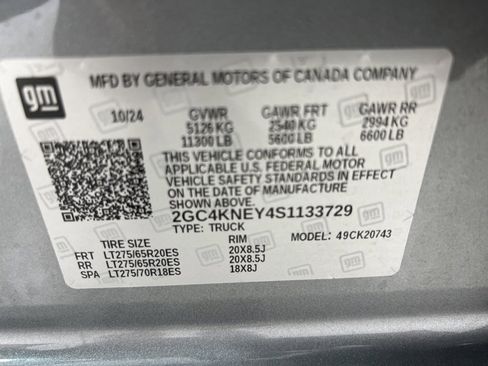 gm
MFD BY GENERAL MOTORS OF CANADA COMPANY
10/24 GVWR GAWR FRT GAWR RR
5126 KG 2540 KG 2994 KG
11300 LB 5600 LB 6600 LB
THIS VEHICLE CONFORMS TO ALL
APPLICABLE U.S. FEDERAL MOTOR
VEHICLE SAFETY STANDARDS IN EFFECT
ON THE DATE OF MANUFACTURE SHOWN ABOVE.
2GC4KNEY4S1133729
TYPE: TRUCK MODEL: 49CK20743
TIRE SIZE RIM
FRT LT275/65R20ES 20X8.5J
RR LT275/65R20ES 20X8.5J
SPA LT275/70R18ES 18X8J